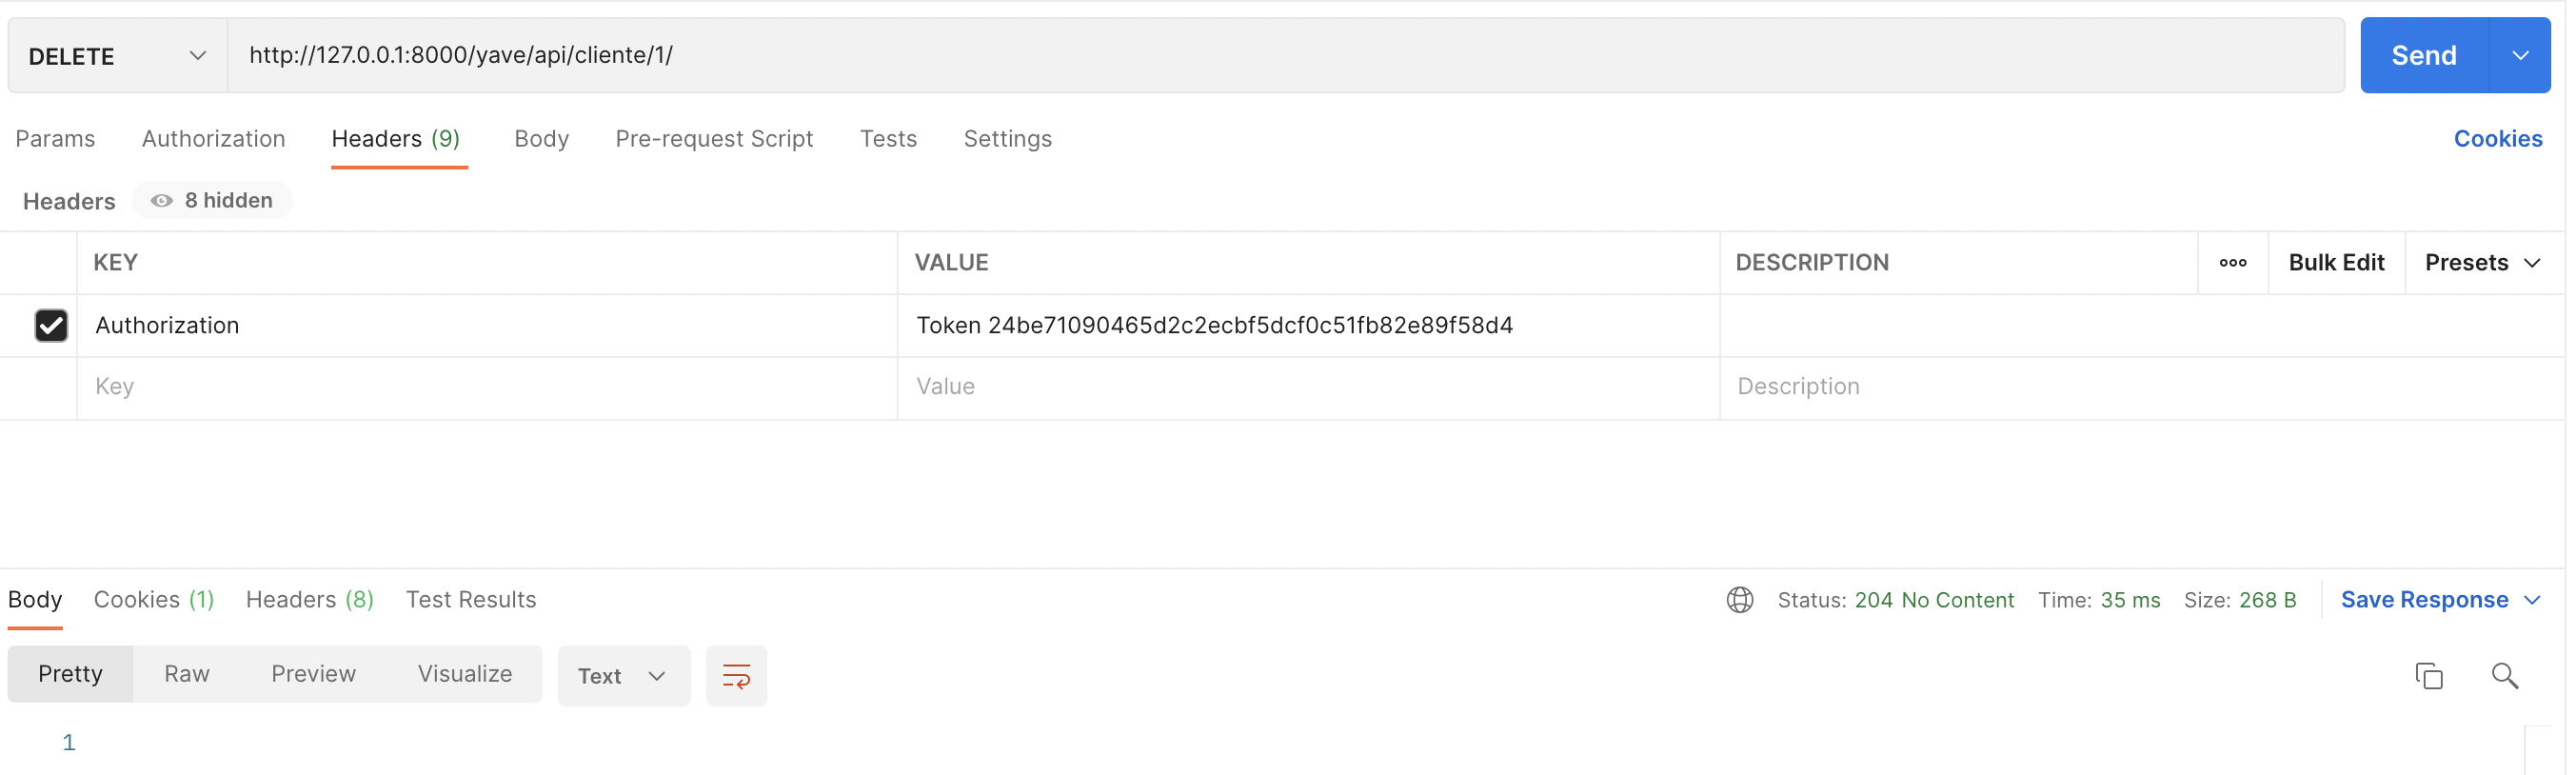 DELETE http://127.0.0.1:8000/yave/api/cliente/1/ Send
Params Authorization Headers (9) Body Pre-request Script Tests Settings Cookies
Headers 8 hidden
KEY VALUE DESCRIPTION ooo Bulk Edit Presets
Authorization Token 24be71090465d2c2ecbf5dcf0c51fb82e89f58d4
Key Value Description
Body Cookies (1) Headers (8) Test Results Status: 204 No Content Time: 35 ms Size: 268 B Save Response
Pretty Raw Preview Visualize Text
1